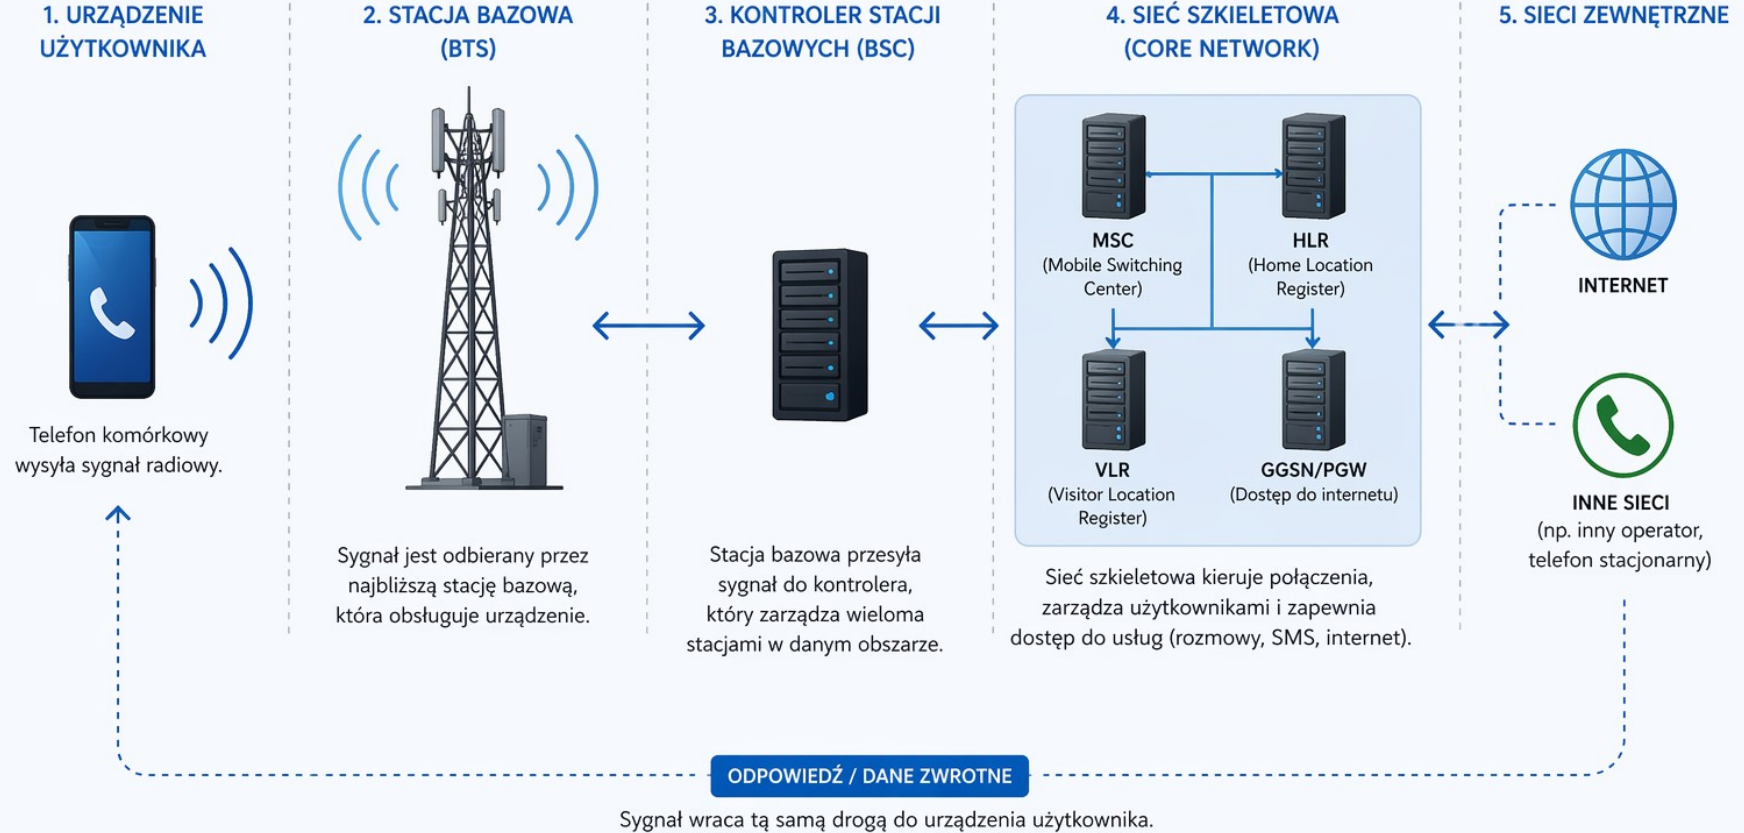 1. URZĄDZENIE
UŻYTKOWNIKA
2. STACJA BAZOWA
(BTS)
3. KONTROLER STACJI
BAZOWYCH (BSC)
4. SIEĆ SZKIELETOWA
(CORE NETWORK)
5. SIECI ZEWNĘTRZNE
Telefon komórkowy
wysyła sygnał radiowy.
Sygnał jest odbierany przez
najbliższą stację bazową,
która obsługuje urządzenie.
Stacja bazowa przesyła
sygnał do kontrolera,
który zarządza wieloma
stacjami w danym obszarze.
MSC
(Mobile Switching
Center)
HLR
(Home Location
Register)
VLR
(Visitor Location
Register)
GGSN/PGW
(Dostęp do internetu)
Sieć szkieletowa kieruje połączenia,
zarządza użytkownikami i zapewnia
dostęp do usług (rozmowy, SMS, internet).
INTERNET
INNE SIECI
(np. inny operator,
telefon stacjonarny)
ODPOWIEDŹ / DANE ZWROTNE
Sygnał wraca tą samą drogą do urządzenia użytkownika.